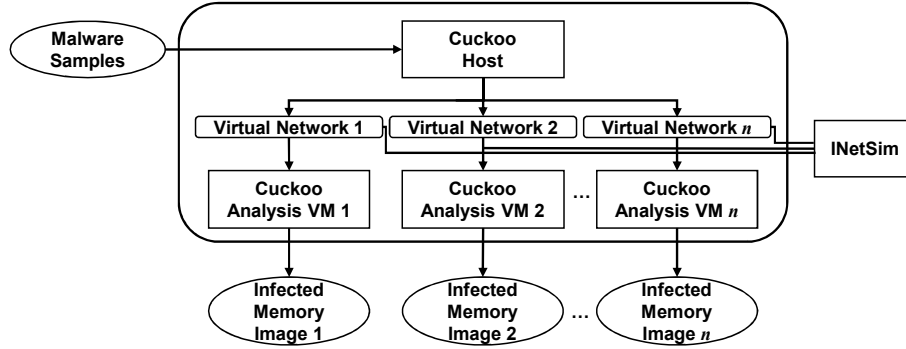 Malware
Samples
Cuckoo
Host
Virtual Network 1
Virtual Network 2
Virtual Network n
INetSim
Cuckoo
Analysis VM 1
Cuckoo
Analysis VM 2
...
Cuckoo
Analysis VM n
Infected
Memory
Image 1
Infected
Memory
Image 2
...
Infected
Memory
Image n